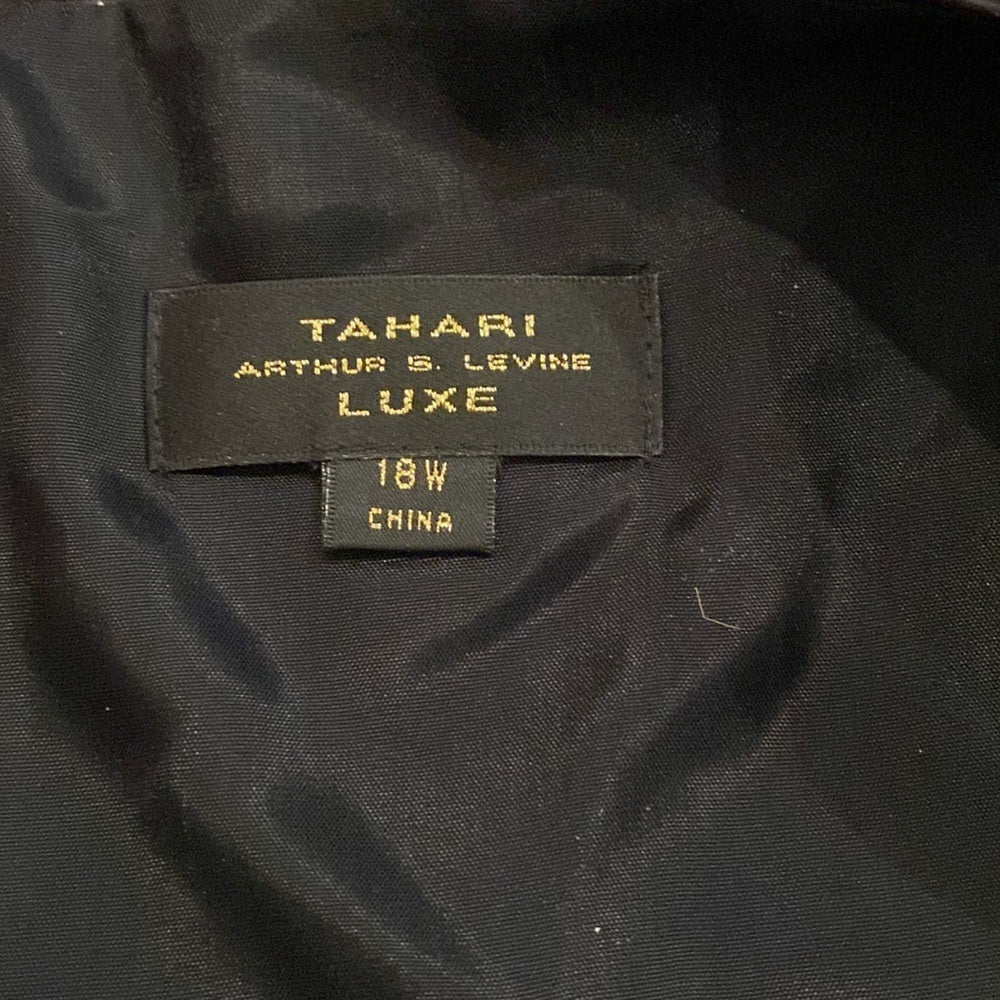 TAHARI
ARTHUR S. LEVINE
LUXE
18W
CHINA